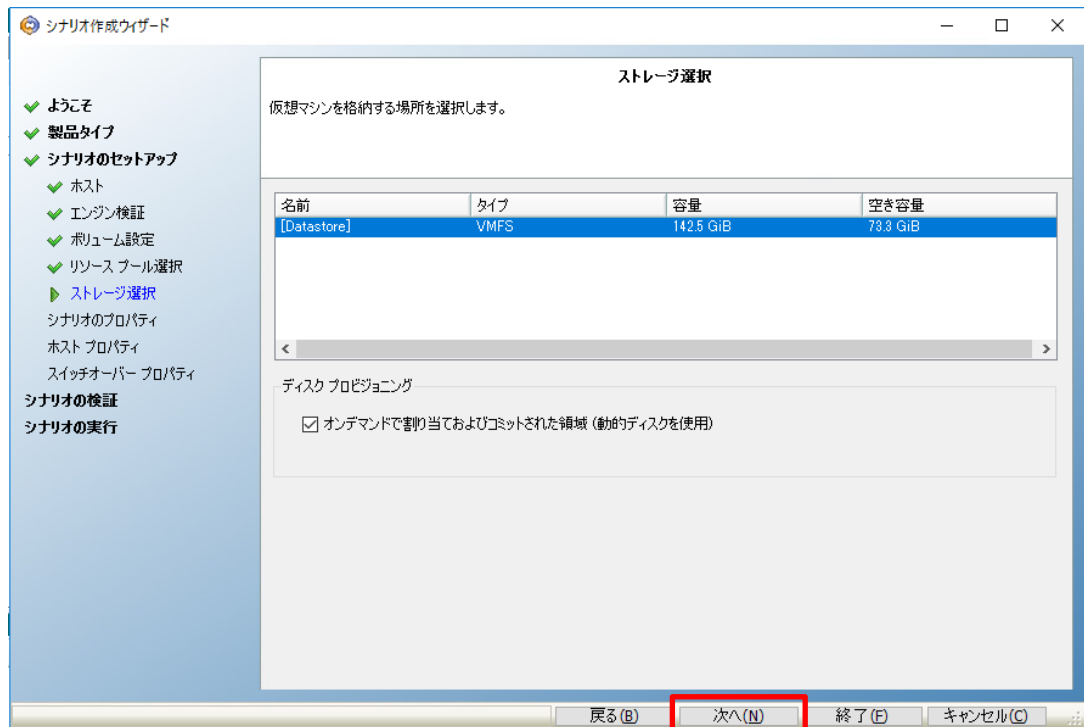 シナリオ作成ウィザード
ストレージ選択
仮想マシンを格納する場所を選択します。
ようこそ
製品タイプ
シナリオのセットアップ
ホスト
エンジン検証
ボリューム設定
リソース プール選択
ストレージ選択
シナリオのプロパティ
ホスト プロパティ
スイッチオーバー プロパティ
シナリオの検証
シナリオの実行
名前 タイプ 容量 空き容量
[Datastore] VMFS 142.5 GiB 73.3 GiB
ディスク プロビジョニング
オンデマンドで割り当ておよびコミットされた領域 (動的ディスクを使用)
戻る(B) 次へ(N) 終了(F) キャンセル(C)